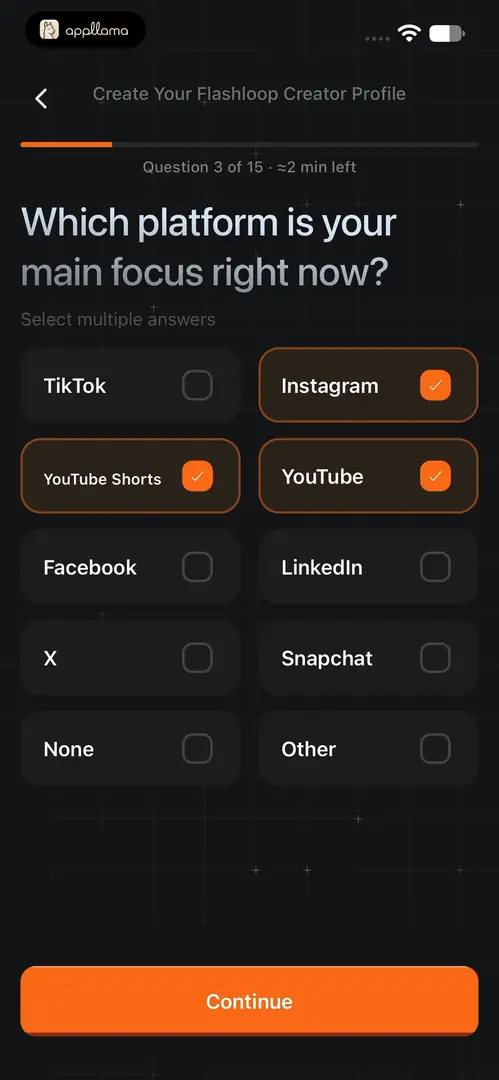 appllama
Create Your Flashloop Creator Profile
Question 3 of 15 · ≈2 min left
Which platform is your
main focus right now?
Select multiple answers
TikTok
Instagram
YouTube Shorts
YouTube
Facebook
LinkedIn
X
Snapchat
None
Other
Continue